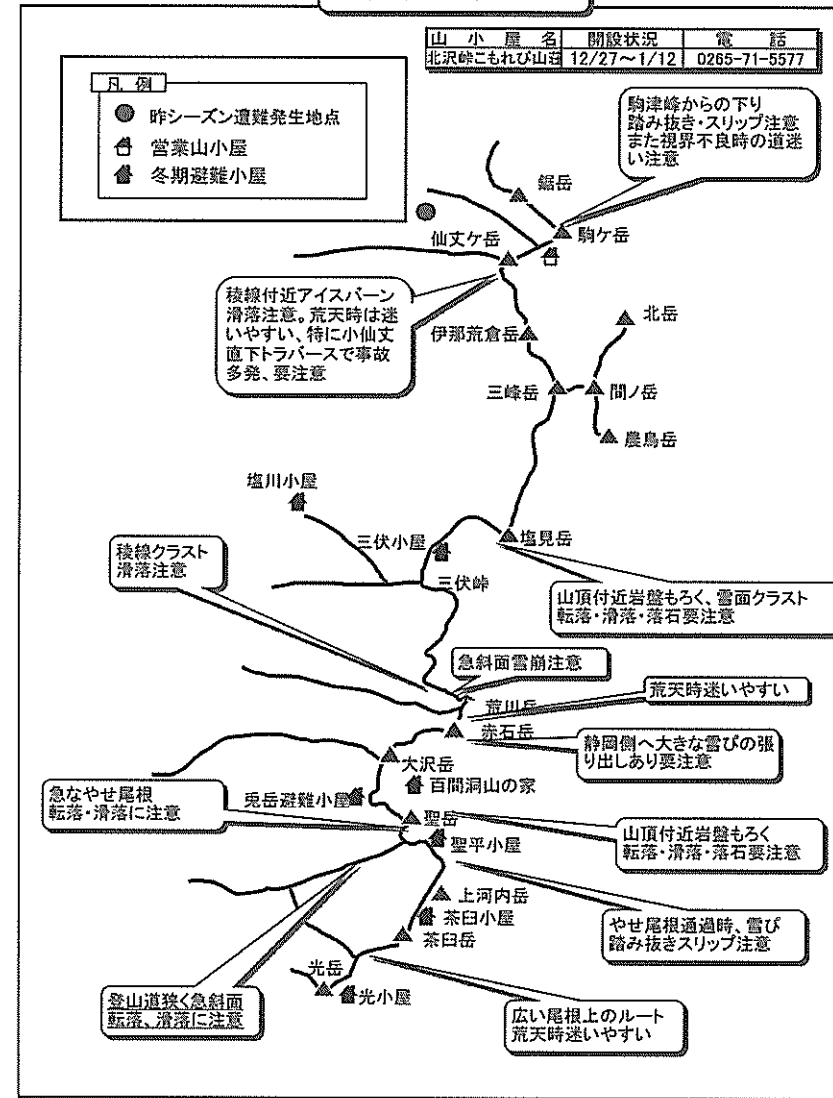 山小屋名 開設状況 電話
北沢峠こもれび山荘 12/27～1/12 0265-71-5577
凡例
昨シーズン遭難発生地点
営業山小屋
冬期避難小屋
駒津峰からの下り
踏み抜き・スリップ注意
また視界不良時の道迷
い注意
鋸岳
駒ケ岳
仙丈ケ岳
稜線付近アイスバーン
滑落注意。荒天時は迷
いやすい、特に小仙丈
直下トラバースで事故
多発、要注意
伊那荒倉岳
北岳
三峰岳
間ノ岳
農鳥岳
塩川小屋
三伏小屋
塩見岳
稜線クラスト
滑落注意
三伏峠
山頂付近岩盤もろく、雪面クラスト
転落・滑落・落石要注意
急斜面雪崩注意
荒天時迷いやすい
荒川岳
赤石岳
静岡側へ大きな雪びの張
り出しあり要注意
大沢岳
百間洞山の家
急なやせ尾根
転落・滑落に注意
兎岳避難小屋
聖岳
聖平小屋
山頂付近岩盤もろく
転落・滑落・落石要注意
上河内岳
茶臼小屋
茶臼岳
やせ尾根通過時、雪び
踏み抜きスリップ注意
光岳
光小屋
登山道狭く急斜面
転落、滑落に注意
広い尾根上のルート
荒天時迷いやすい